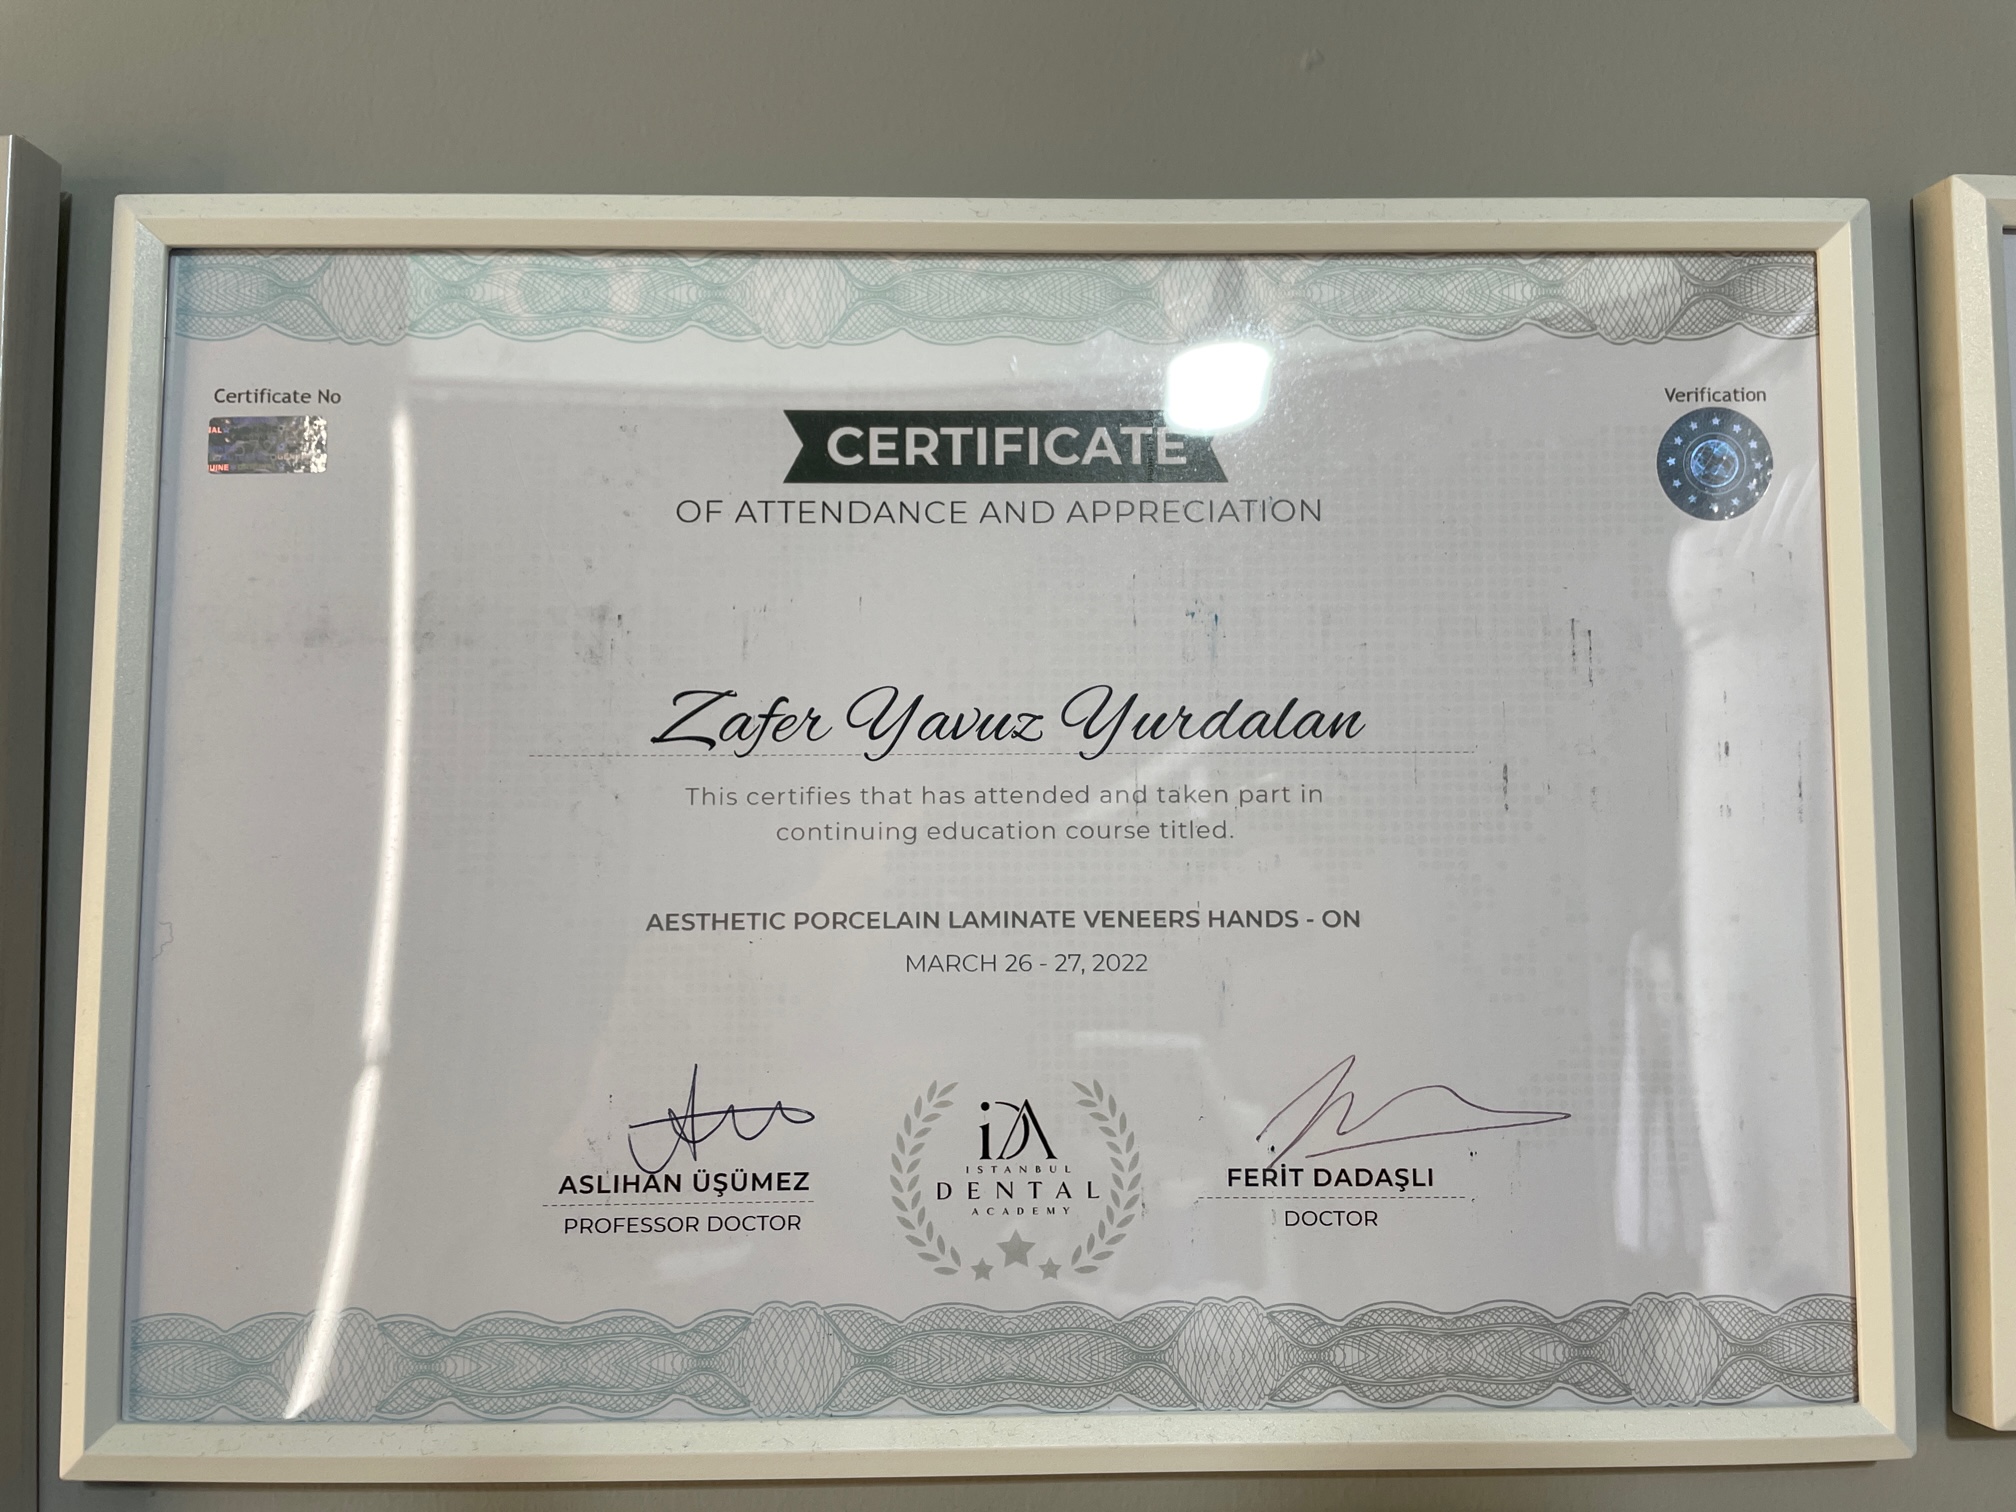 Certificate No
Verification
CERTIFICATE
OF ATTENDANCE AND APPRECIATION
Zafer Yavuz Yurdalan
This certifies that has attended and taken part in
continuing education course titled.
AESTHETIC PORCELAIN LAMINATE VENEERS HANDS - ON
MARCH 26 - 27, 2022
ASLIHAN ÜŞÜMEZ
PROFESSOR DOCTOR
iDA
ISTANBUL
DENTAL
ACADEMY
FERİT DADAŞLI
DOCTOR